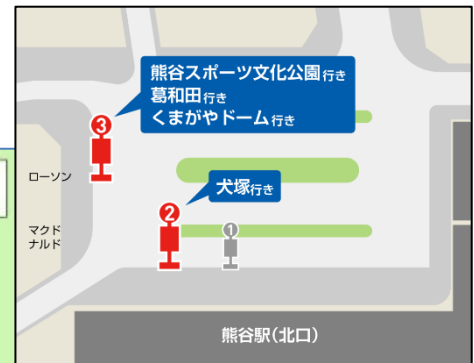 熊谷スポーツ文化公園行き
葛和田行き
くまがやドーム行き
3
ローソン
犬塚行き
マクド
ナルド
2
1
熊谷駅(北口)